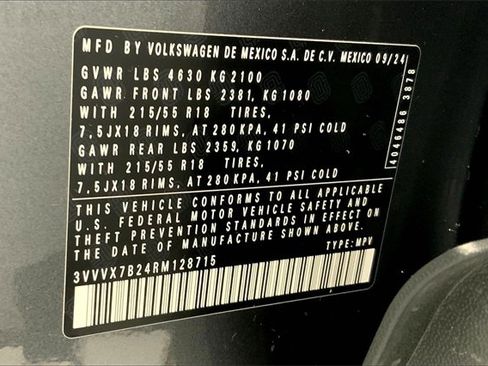 MFD BY VOLKSWAGEN DE MEXICO S.A. DE C.V. MEXICO 09/24
GVWR LBS 4630 KG 2100
GAWR FRONT LBS 2381, KG 1080
WITH 215/55 R18 TIRES,
7.5JX18 RIMS, AT 280 KPA, 41 PSI COLD
GAWR REAR LBS 2359, KG 1070
WITH 215/55 R18 TIRES,
7.5JX18 RIMS, AT 280 KPA, 41 PSI COLD
THIS VEHICLE CONFORMS TO ALL APPLICABLE
U.S. FEDERAL MOTOR VEHICLE SAFETY AND
THEFT PREVENTION STANDARDS IN EFFECT ON
THE DATE OF MANUFACTURE SHOWN ABOVE.
TYPE: MPV
3VVVX7B24RM128715
4046486 3878